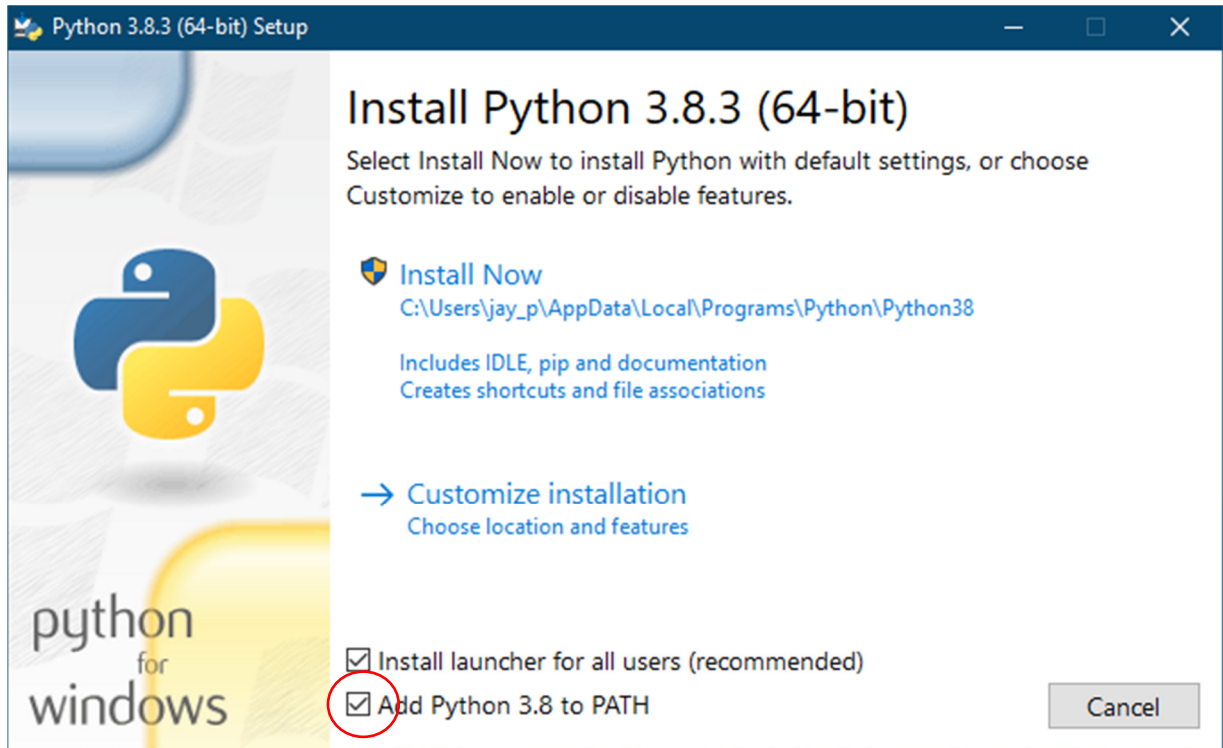 Python 3.8.3 (64-bit) Setup
Install Python 3.8.3 (64-bit)
Select Install Now to install Python with default settings, or choose
Customize to enable or disable features.
Install Now
C:\Users\jay_p\AppData\Local\Programs\Python\Python38
Includes IDLE, pip and documentation
Creates shortcuts and file associations
Customize installation
Choose location and features
Install launcher for all users (recommended)
Add Python 3.8 to PATH
Cancel
python
for
windows